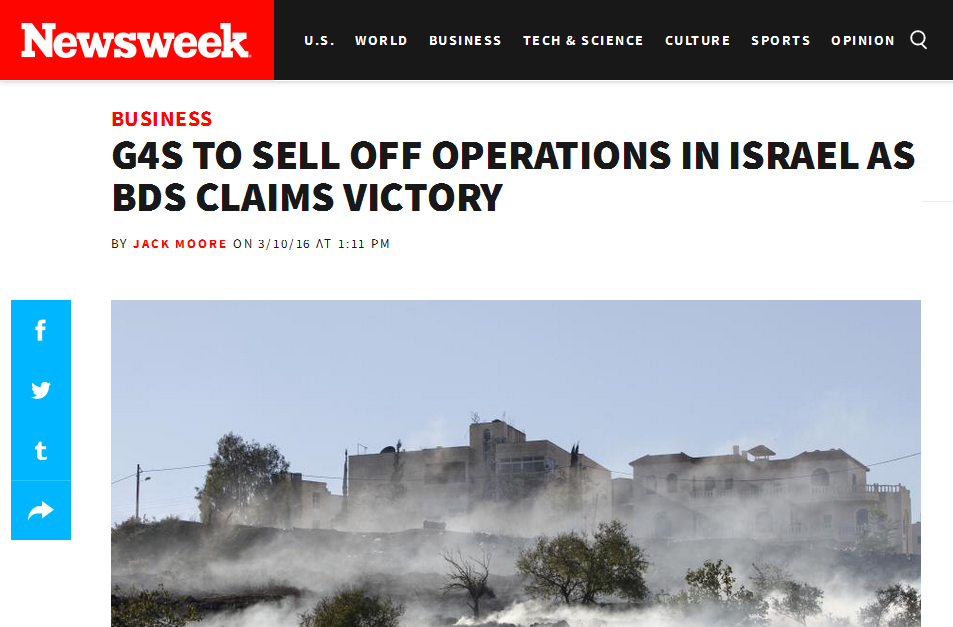 Newsweek
U.S. WORLD BUSINESS TECH & SCIENCE CULTURE SPORTS OPINION
BUSINESS
G4S TO SELL OFF OPERATIONS IN ISRAEL AS
BDS CLAIMS VICTORY
BY JACK MOORE ON 3/10/16 AT 1:11 PM